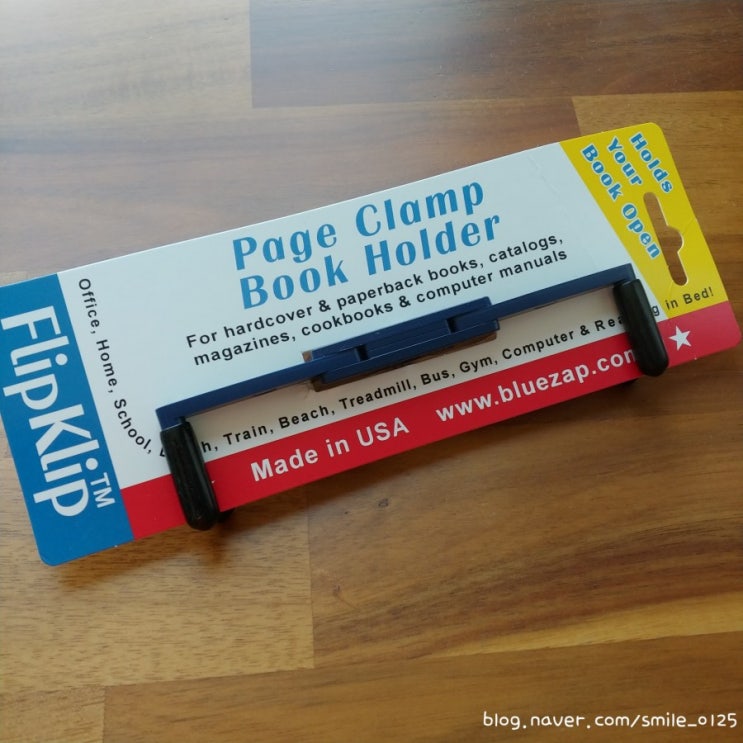 FlipKlip™
Page Clamp
Book Holder
For hardcover & paperback books, catalogs,
magazines, cookbooks & computer manuals
Holds
Your
Book Open
Office, Home, School, Train, Beach, Treadmill, Bus, Gym, Computer & in Bed!
Made in USA www.bluezap.com
blog.naver.com/smile_0125